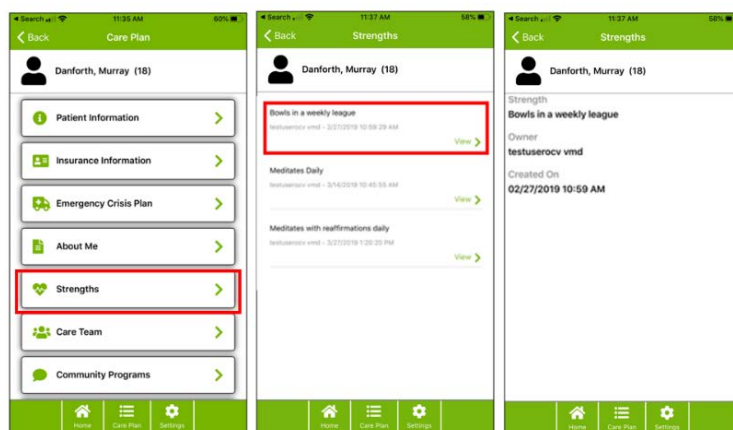 Search 11:35 AM 60%
Back Care Plan
Danforth, Murray (18)
Patient Information
Insurance Information
Emergency Crisis Plan
About Me
Strengths
Care Team
Community Programs
Home Care Plan Settings
Search 11:37 AM 58%
Back Strengths
Danforth, Murray (18)
Bowls in a weekly league
testuserocv vmd - 2/27/2019 10:59:29 AM
View
Meditates Daily
testuserocv vmd - 3/14/2019 10:40:55 AM
View
Meditates with reaffirmations daily
testuserocv vmd - 3/27/2019 1:26:20 PM
View
Home Care Plan Settings
Search 11:37 AM 58%
Back Strengths
Danforth, Murray (18)
Strength
Bowls in a weekly league
Owner
testuserocv vmd
Created On
02/27/2019 10:59 AM
Home Care Plan Settings